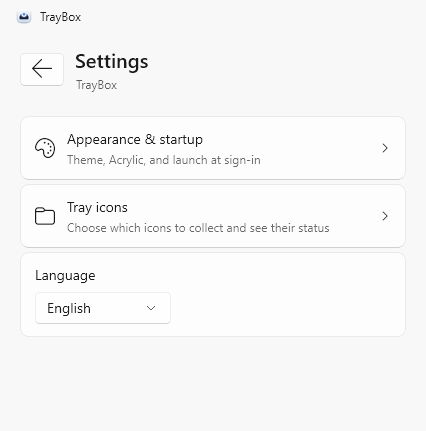 TrayBox
Settings
TrayBox
Appearance & startup
Theme, Acrylic, and launch at sign-in
Tray icons
Choose which icons to collect and see their status
Language
English